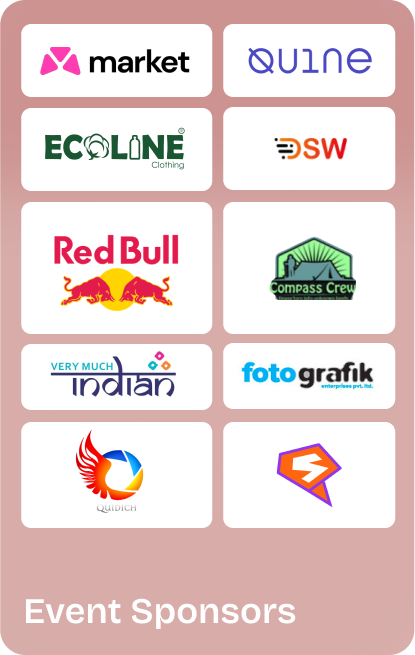 market
QUINE
ECOLINE®
Clothing
DSW
Red Bull
Compass Crew
VERY MUCH
indian
fotografik
enterprises pvt. ltd.
QUIDICH
Event Sponsors